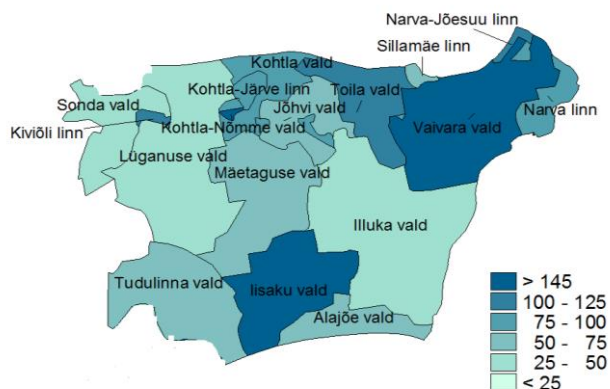 Narva-Jõesuu linn
Sillamäe linn
Kohtla vald
Kohtla-Järve linn
Toila vald
Sonda vald
Jõhvi vald
Vaivara vald
Narva linn
Kiviõli linn
Kohtla-Nõmme vald
Lüganuse vald
Mäetaguse vald
Illuka vald
Tudulinna vald
Iisaku vald
Alajõe vald
> 145
100 - 125
75 - 100
50 - 75
25 - 50
< 25